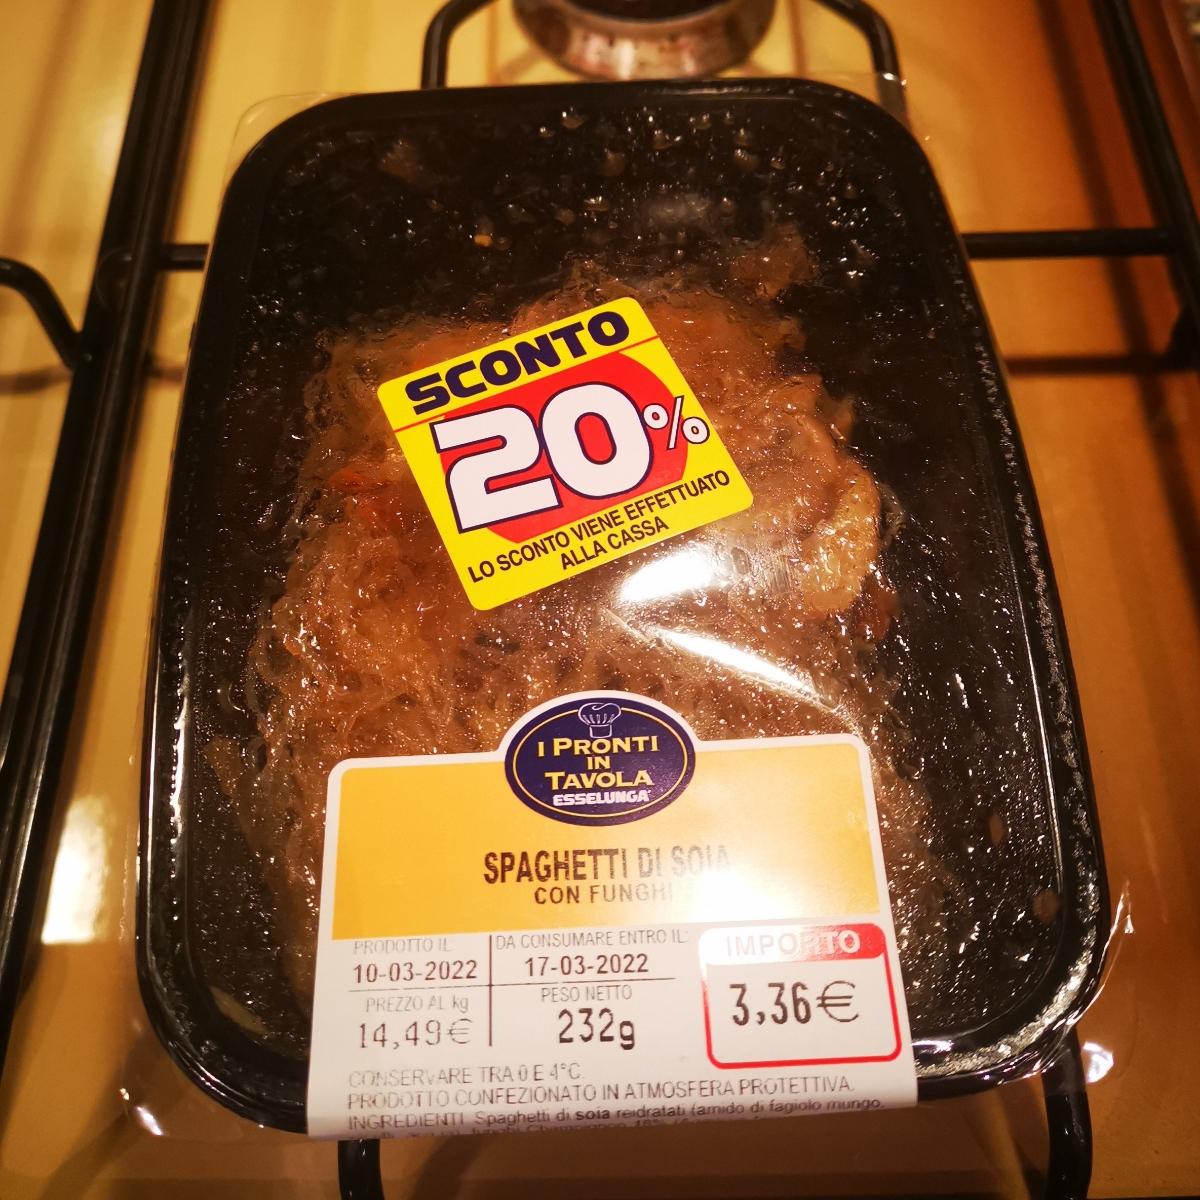 SCONTO
20%
LO SCONTO VIENE EFFETTUATO
ALLA CASSA
I PRONTI
IN
TAVOLA
ESSELUNGA
SPAGHETTI DI SOIA
CON FUNGHI
PRODOTTO IL:
10-03-2022
DA CONSUMARE ENTRO IL:
17-03-2022
IMPORTO
3,36€
PREZZO AL kg
14,49€
PESO NETTO
232g
CONSERVARE TRA 0 E 4°C.
PRODOTTO CONFEZIONATO IN ATMOSFERA PROTETTIVA.
INGREDIENTI: Spaghetti di soia reidratati (amido di fagiolo mungo,
funghi Champignon 18%